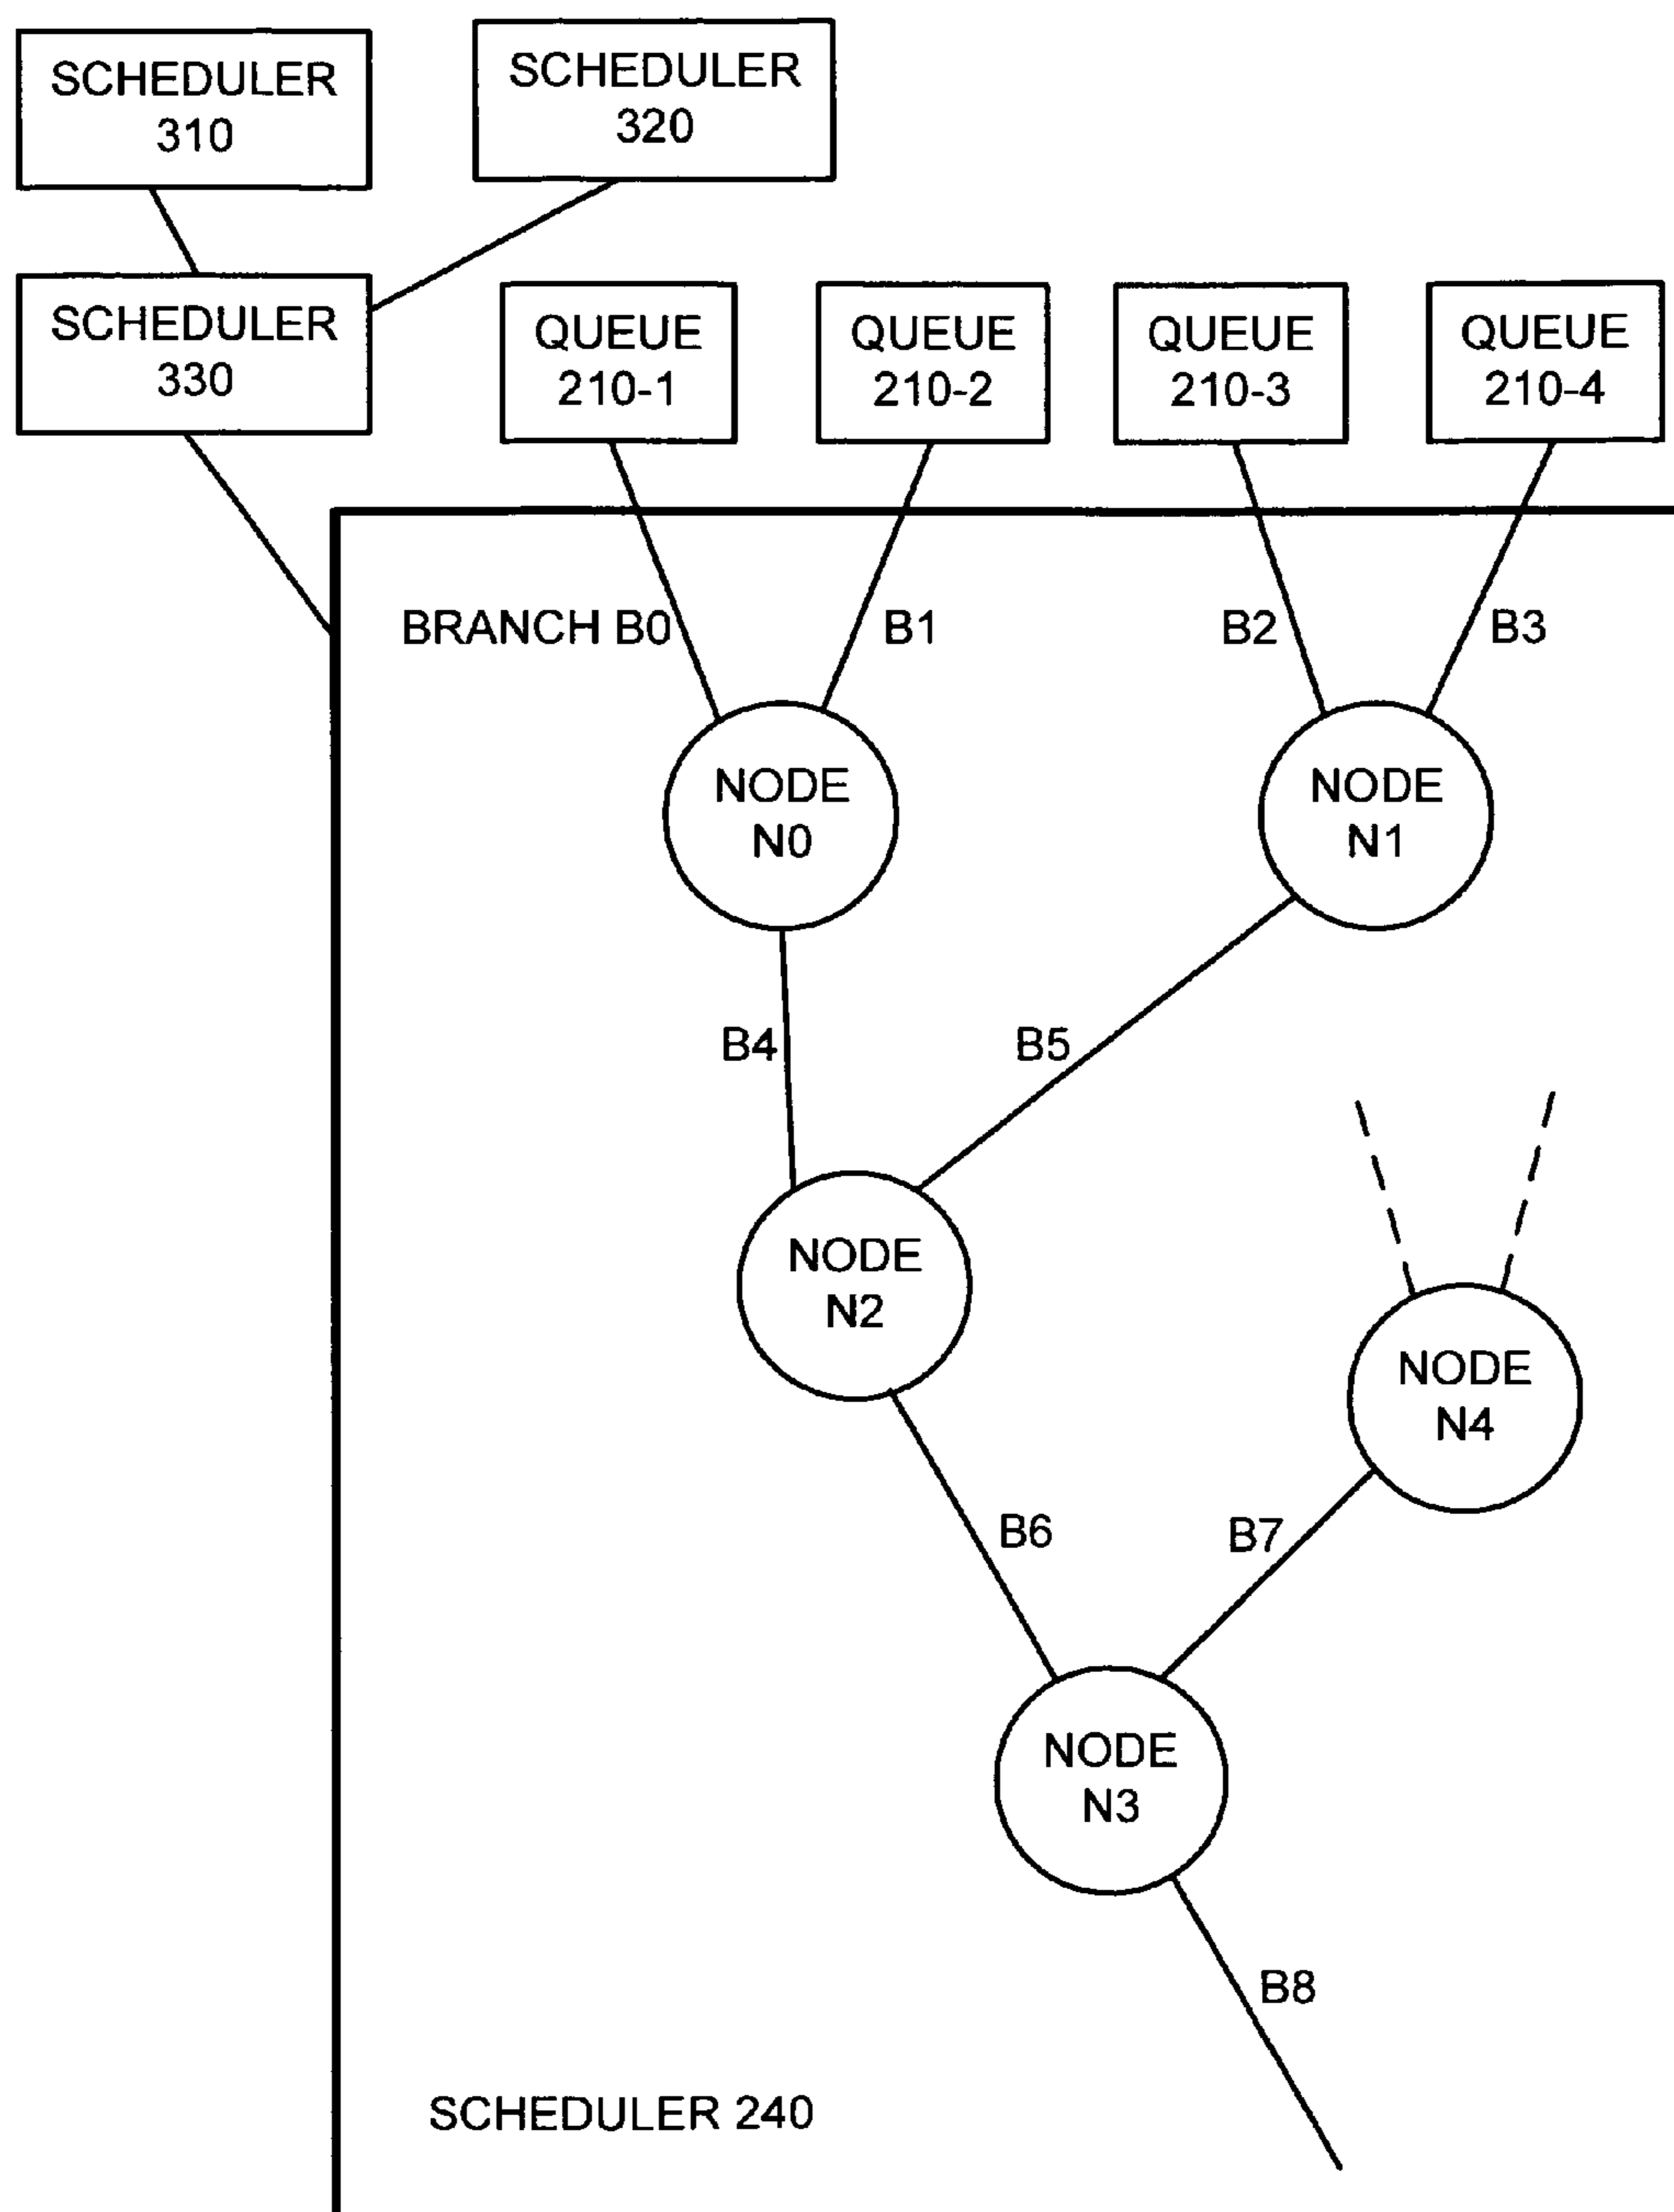 SCHEDULER
310
SCHEDULER
320
SCHEDULER
330
QUEUE
210-1
QUEUE
210-2
QUEUE
210-3
QUEUE
210-4
BRANCH B0
B1
B2
B3
NODE
N0
NODE
N1
B4
B5
NODE
N2
NODE
N4
B6
B7
NODE
N3
B8
SCHEDULER 240